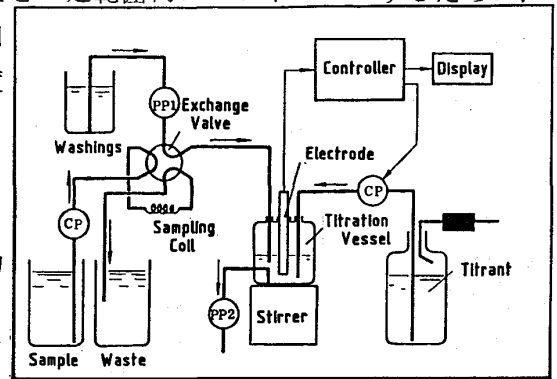 Controller
Display
PP1
Exchange
Valve
Washings
Electrode
CP
CP
Sampling
Coil
Titration
Vessel
Titrant
PP2
Stirrer
Sample
Waste